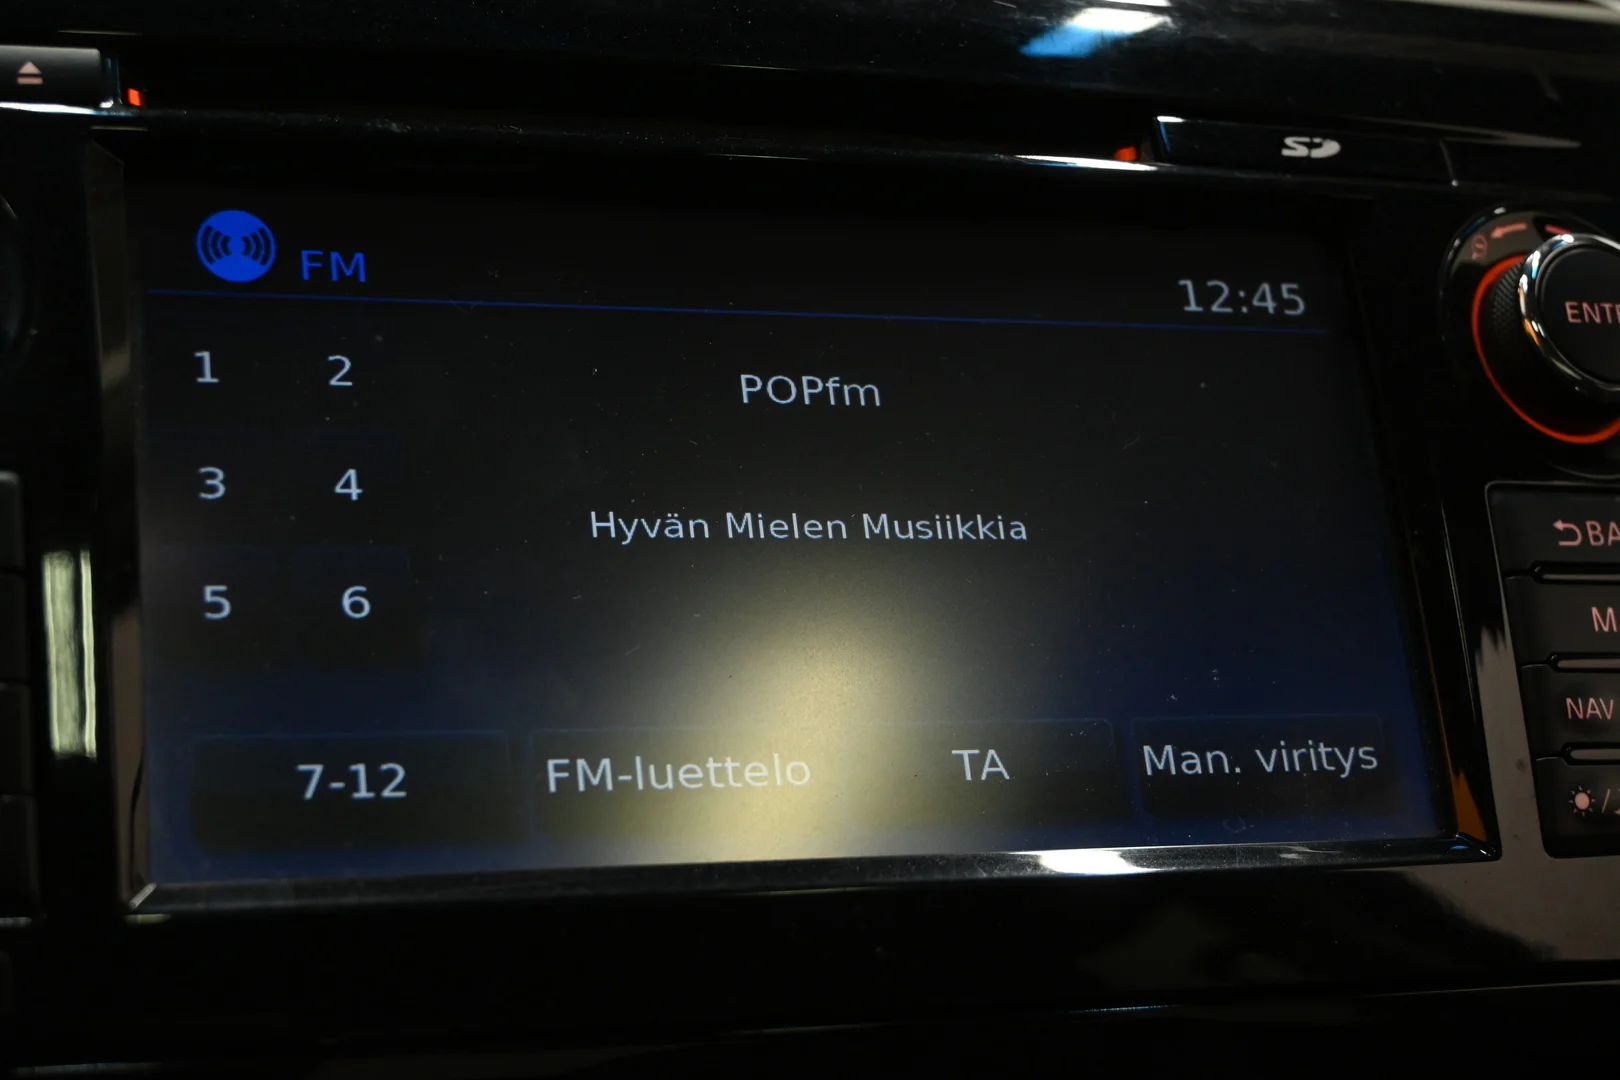 SD
FM
12:45
1 2
POPfm
3 4
Hyvän Mielen Musiikkia
5 6
7-12 FM-luettelo TA Man. viritys
NAV